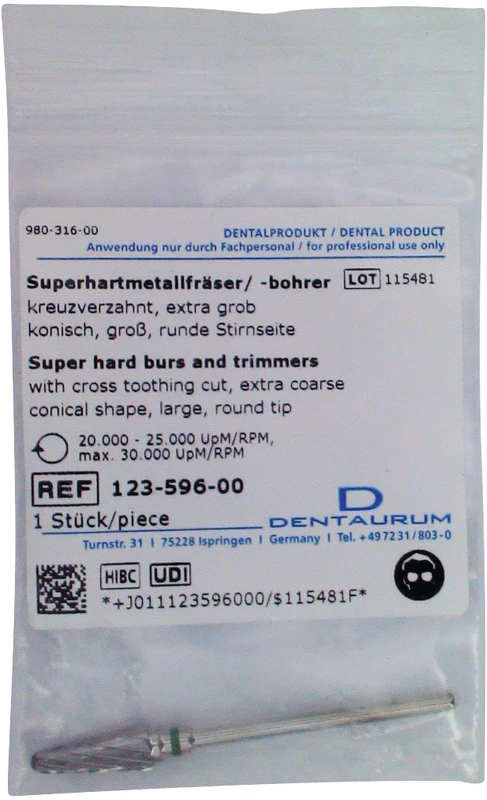 980-316-00
DENTALPRODUKT / DENTAL PRODUCT
Anwendung nur durch Fachpersonal / for professional use only
Superhartmetallfräser/ -bohrer LOT 115481
kreuzverzahnt, extra grob
konisch, groß, runde Stirnseite
Super hard burs and trimmers
with cross toothing cut, extra coarse
conical shape, large, round tip
20.000 - 25.000 UpM/RPM,
max. 30.000 UpM/RPM
REF 123-596-00
1 Stück/piece
D
DENTAURUM
Turnstr. 31 I 75228 Ispringen I Germany I Tel. +497231/803-0
HIBC UDI
*+J011123596000/$115481F*